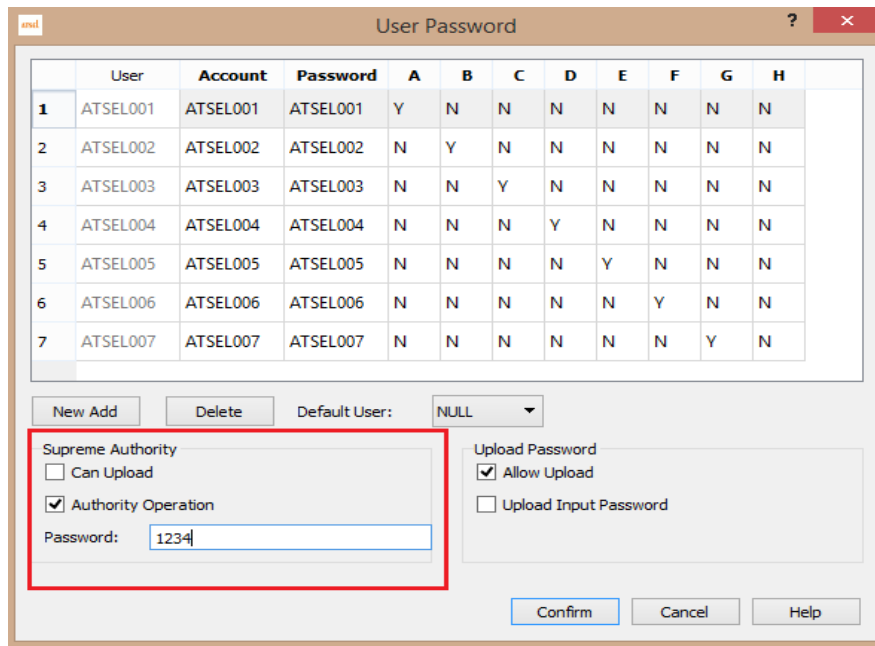 atsd User Password ?
User Account Password A B C D E F G H
1 ATSEL001 ATSEL001 ATSEL001 Y N N N N N N N
2 ATSEL002 ATSEL002 ATSEL002 N Y N N N N N N
3 ATSEL003 ATSEL003 ATSEL003 N N Y N N N N N
4 ATSEL004 ATSEL004 ATSEL004 N N N Y N N N N
5 ATSEL005 ATSEL005 ATSEL005 N N N N Y N N N
6 ATSEL006 ATSEL006 ATSEL006 N N N N N Y N N
7 ATSEL007 ATSEL007 ATSEL007 N N N N N N Y N
New Add Delete Default User: NULL
Supreme Authority
Can Upload
Authority Operation
Password: 1234
Upload Password
Allow Upload
Upload Input Password
Confirm Cancel Help